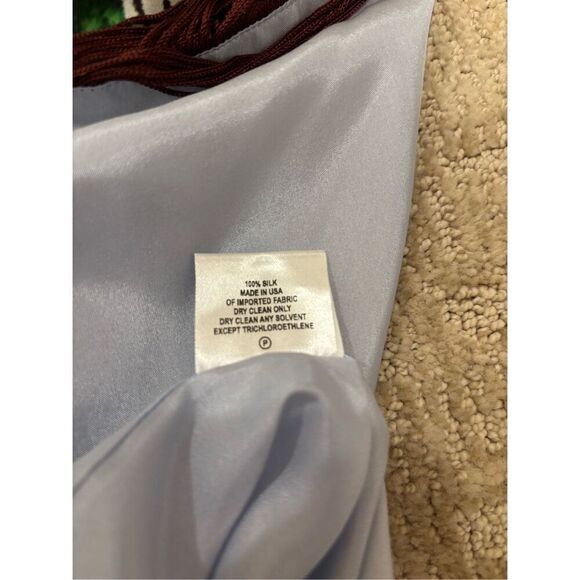 100% SILK
MADE IN USA
OF IMPORTED FABRIC
DRY CLEAN ONLY
DRY CLEAN ANY SOLVENT
EXCEPT TRICHLOROETHLENE
P